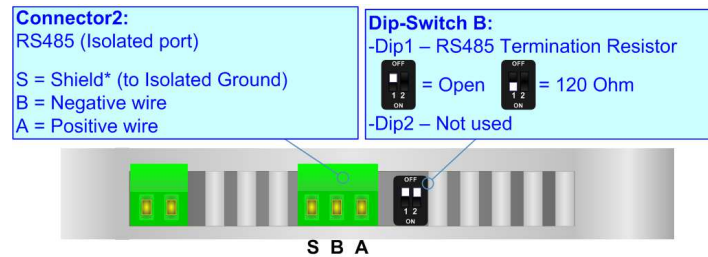 Connector2:
RS485 (Isolated port)
S = Shield* (to Isolated Ground)
B = Negative wire
A = Positive wire
Dip-Switch B:
-Dip1 – RS485 Termination Resistor
OFF
1 2
ON
= Open
OFF
1 2
ON
= 120 Ohm
-Dip2 – Not used
OFF
1 2
ON
S B A